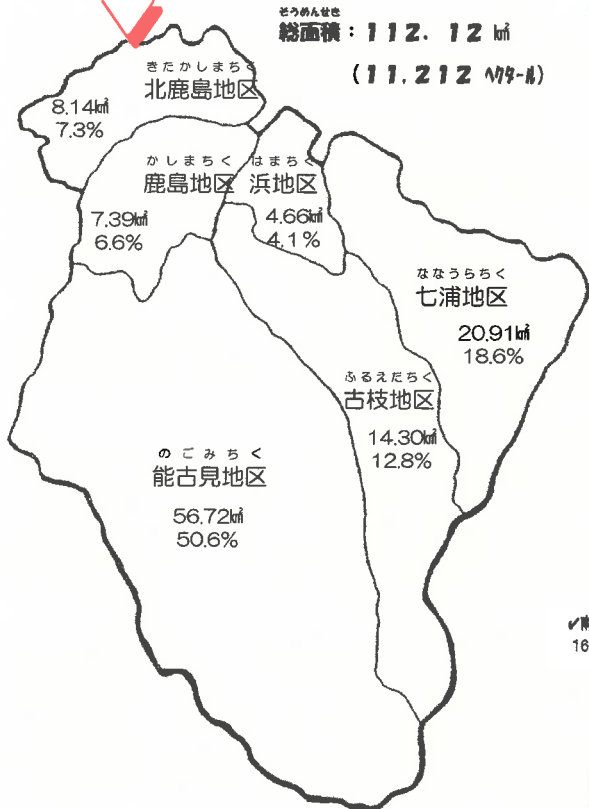 そうめんせき
総面積：112．12 ㎢
(11.212 ヘクタール)
きたかしまちく
北鹿島地区
8.14㎢
7.3%
かしまちく
鹿島地区
7.39㎢
6.6%
はまちく
浜地区
4.66㎢
4.1%
ななうらちく
七浦地区
20.91㎢
18.6%
ふるえだちく
古枝地区
14.30㎢
12.8%
のごみちく
能古見地区
56.72㎢
50.6%
16